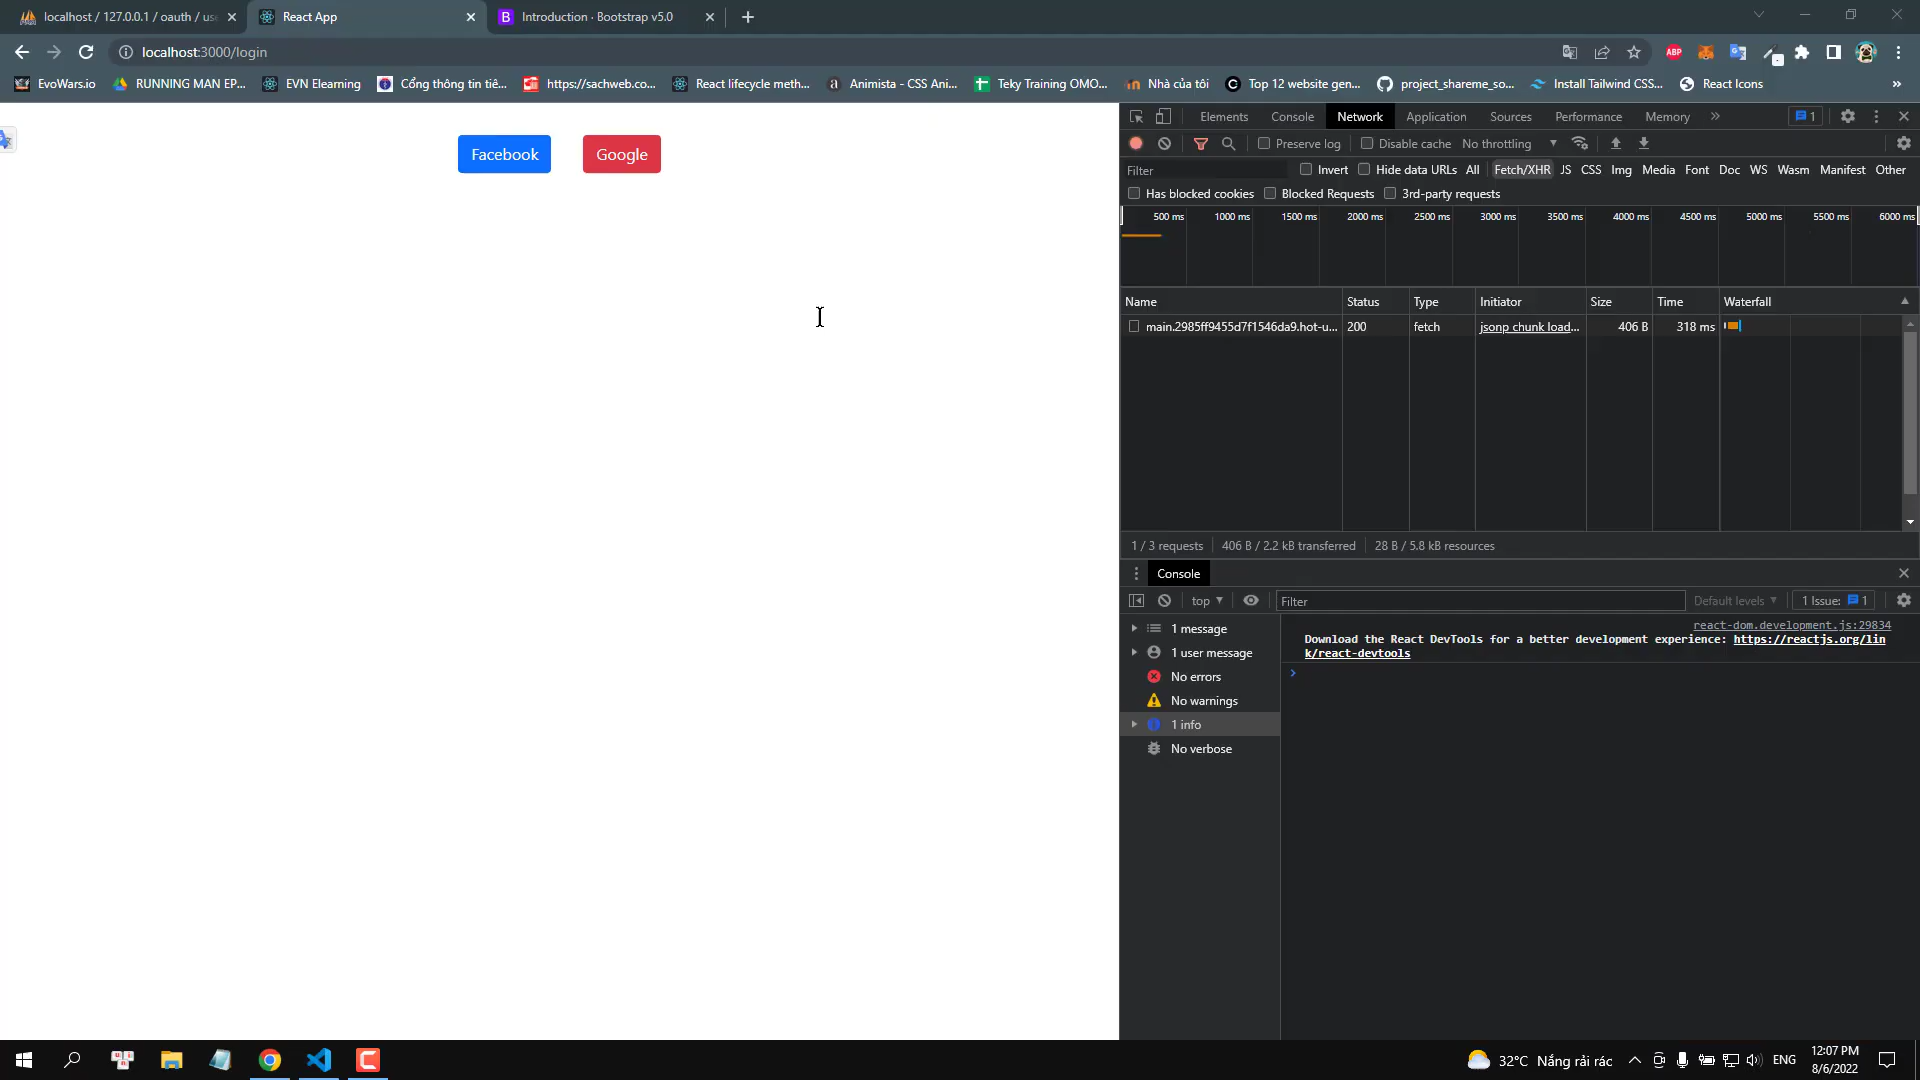 localhost / 127.0.0.1 / oauth / us
React App
Introduction · Bootstrap v5.0
localhost:3000/login
ABP
EvoWars.io
RUNNING MAN EP...
EVN Elearning
Cổng thông tin tiê...
https://sachweb.co...
React lifecycle meth...
Animista - CSS Ani...
Teky Training OMO...
Nhà của tôi
Top 12 website gen...
project_shareme_so...
Install Tailwind CSS...
React Icons
»
Facebook
Google
Elements
Console
Network
Application
Sources
Performance
Memory
»
1
Preserve log
Disable cache
No throttling
Filter
Invert
Hide data URLs
All
Fetch/XHR
JS
CSS
Img
Media
Font
Doc
WS
Wasm
Manifest
Other
Has blocked cookies
Blocked Requests
3rd-party requests
500 ms
1000 ms
1500 ms
2000 ms
2500 ms
3000 ms
3500 ms
4000 ms
4500 ms
5000 ms
5500 ms
6000 ms
Name
Status
Type
Initiator
Size
Time
Waterfall
main.2985ff9455d7f1546da9.hot-u...
200
fetch
jsonp chunk load...
406 B
318 ms
1 / 3 requests
406 B / 2.2 kB transferred
28 B / 5.8 kB resources
Console
top
Filter
Default levels
1 Issue:
1
1 message
1 user message
No errors
No warnings
1 info
No verbose
react-dom.development.js:29834
Download the React DevTools for a better development experience: https://reactjs.org/lin
k/react-devtools
32°C
Nắng rải rác
ENG
12:07 PM
8/6/2022